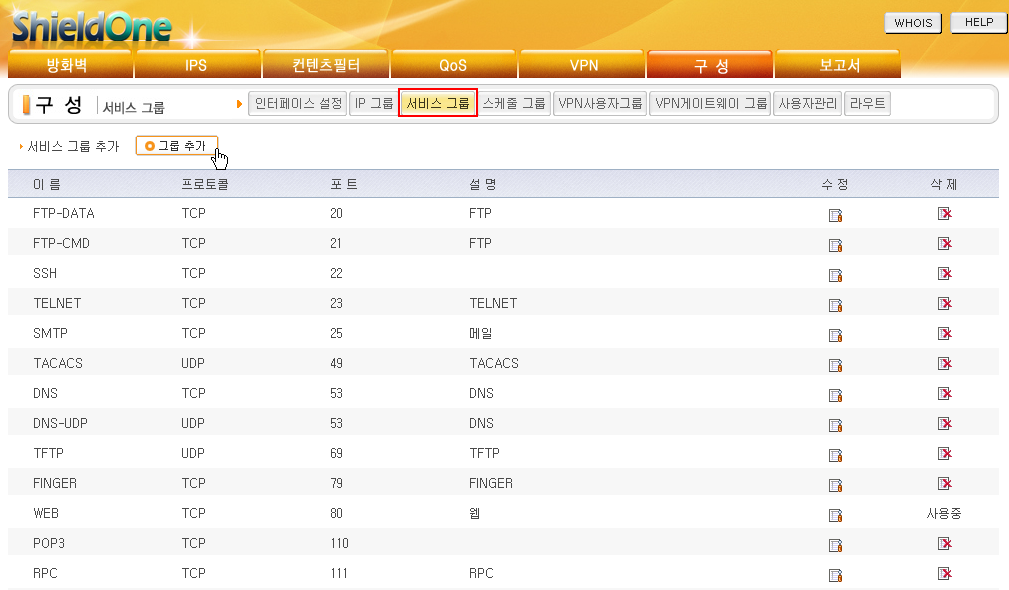 ShieldOne WHOIS HELP
방화벽 IPS 컨텐츠필터 QoS VPN 구 성 보고서
구 성 서비스 그룹 인터페이스 설정 IP 그룹 서비스 그룹 스케줄 그룹 VPN사용자그룹 VPN게이트웨이 그룹 사용자관리 라우트
서비스 그룹 추가 그룹 추가
이 름 프로토콜 포 트 설 명 수 정 삭 제
FTP-DATA TCP 20 FTP
FTP-CMD TCP 21 FTP
SSH TCP 22
TELNET TCP 23 TELNET
SMTP TCP 25 메일
TACACS UDP 49 TACACS
DNS TCP 53 DNS
DNS-UDP UDP 53 DNS
TFTP UDP 69 TFTP
FINGER TCP 79 FINGER
WEB TCP 80 웹 사용중
POP3 TCP 110
RPC TCP 111 RPC